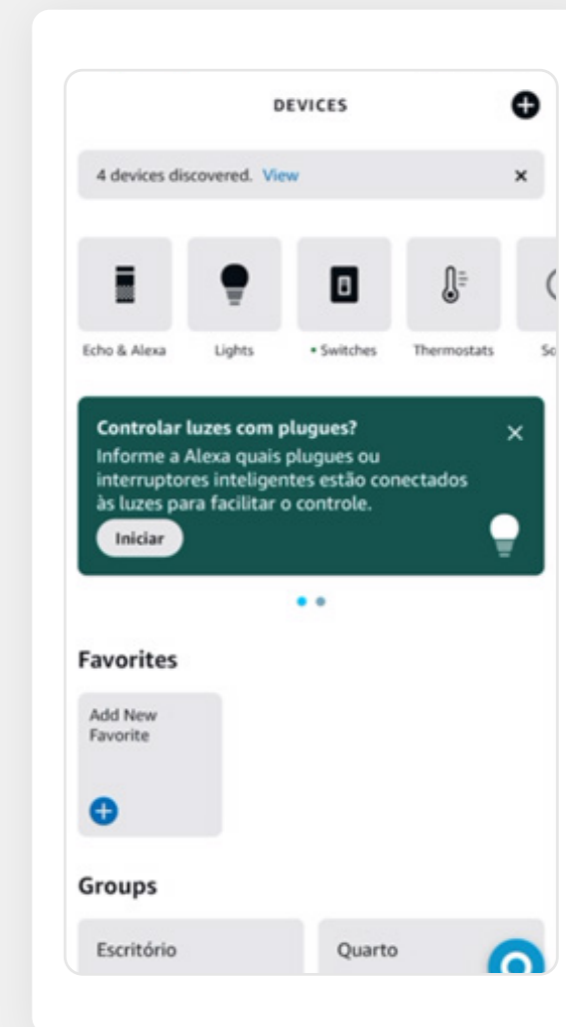 DEVICES
4 devices discovered. View
Echo & Alexa
Lights
Switches
Thermostats
Controlar luzes com plugues?
Informe a Alexa quais plugues ou
interruptores inteligentes estão conectados
às luzes para facilitar o controle.
Iniciar
Favorites
Add New
Favorite
Groups
Escritório
Quarto